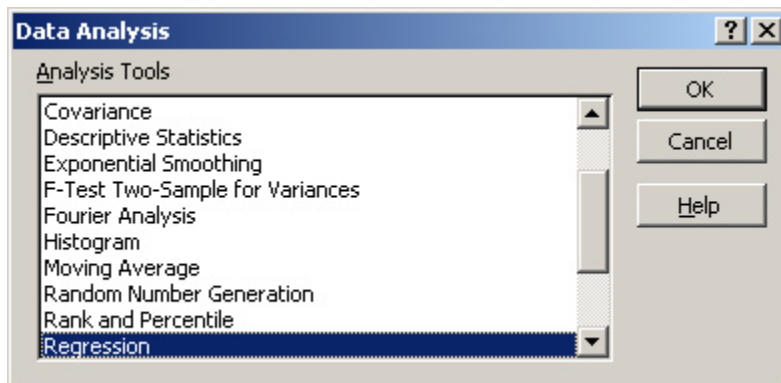 Data Analysis
Analysis Tools
Covariance
Descriptive Statistics
Exponential Smoothing
F-Test Two-Sample for Variances
Fourier Analysis
Histogram
Moving Average
Random Number Generation
Rank and Percentile
Regression
OK
Cancel
Help